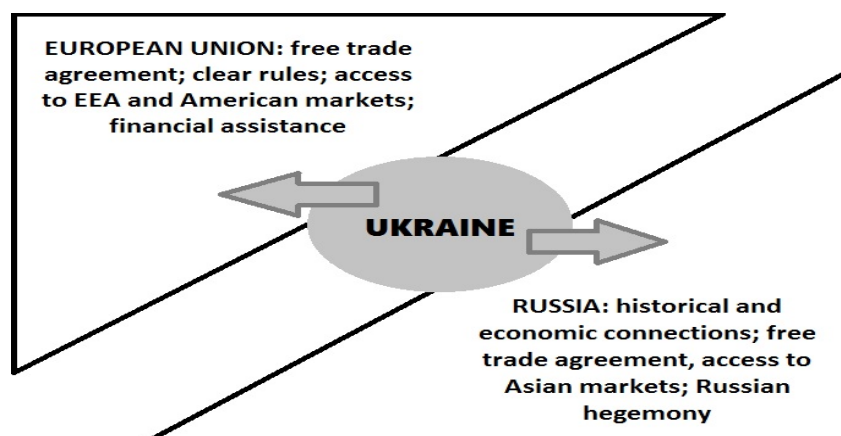 EUROPEAN UNION: free trade
agreement; clear rules; access
to EEA and American markets;
financial assistance
UKRAINE
RUSSIA: historical and
economic connections; free
trade agreement, access to
Asian markets; Russian
hegemony